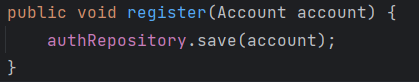 public void register(Account account) {
    authRepository.save(account);
}